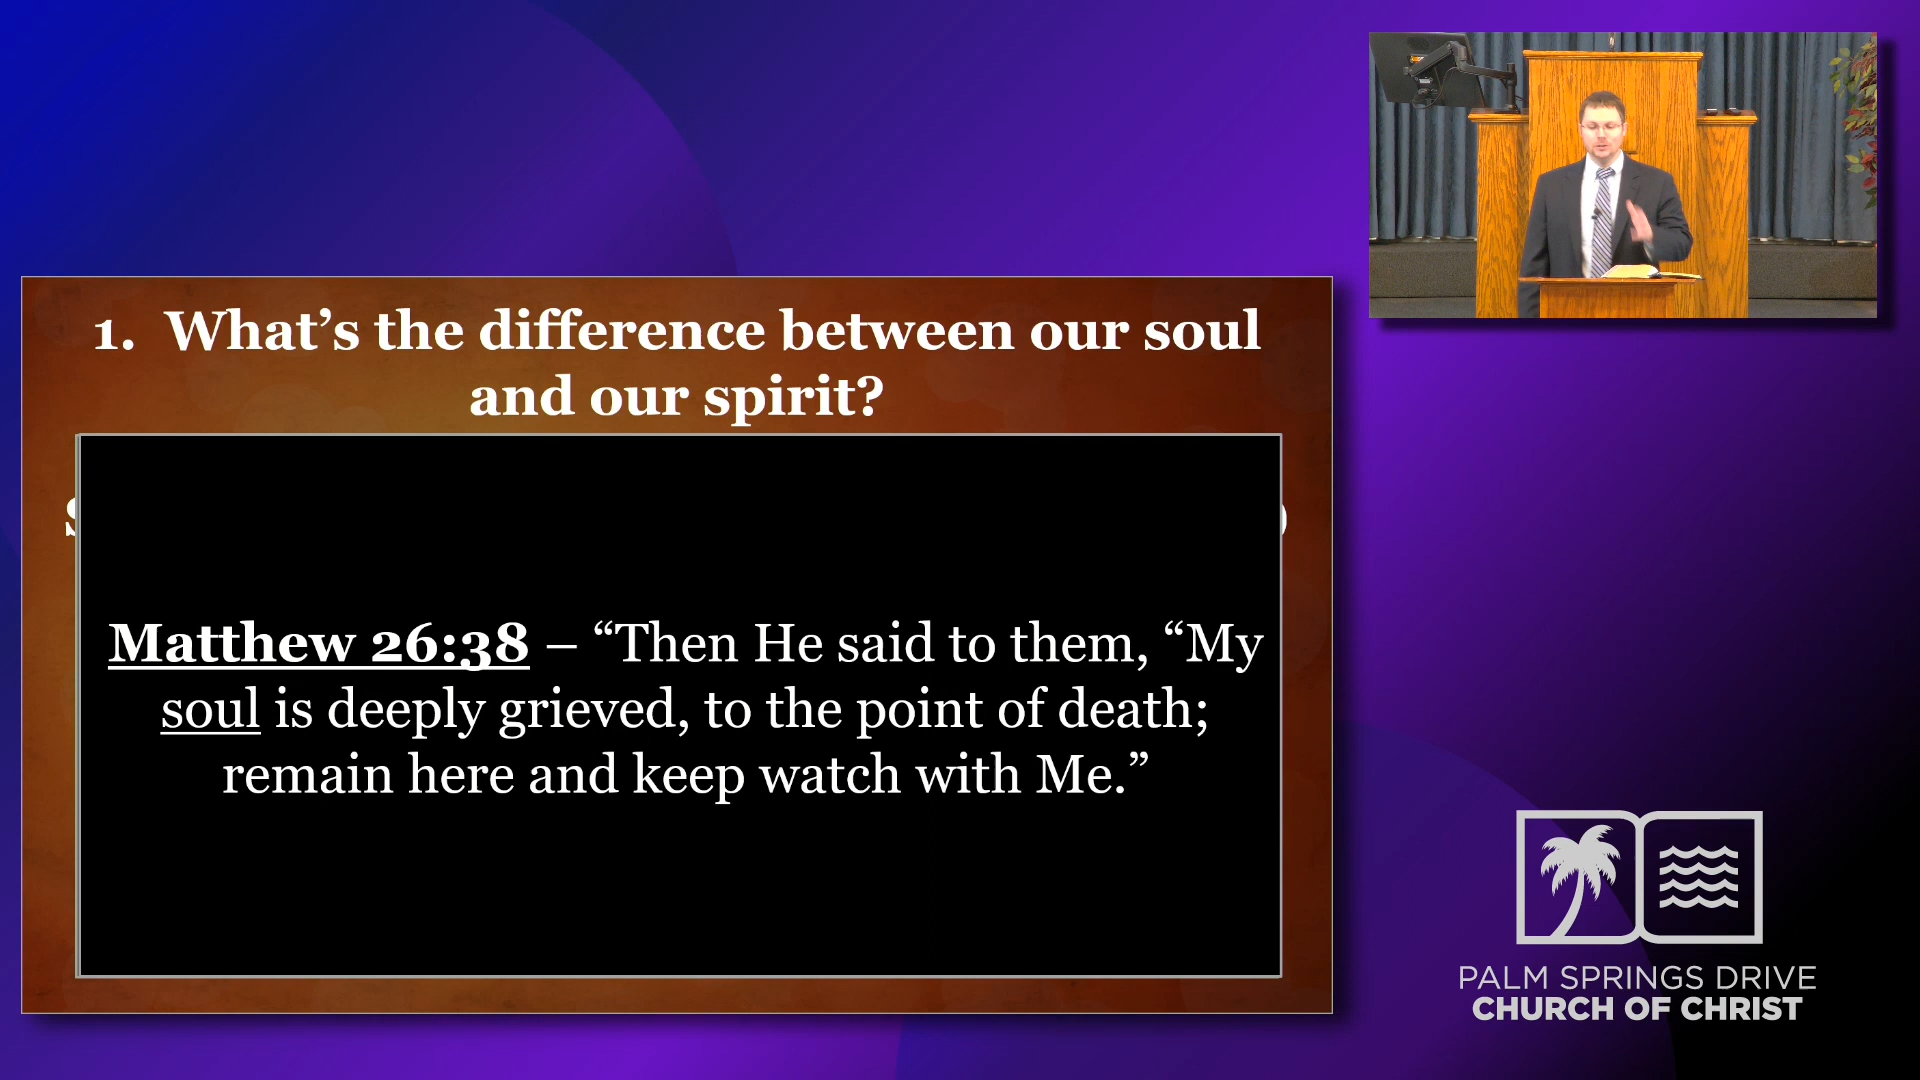 1. What’s the difference between our soul
and our spirit?
Matthew 26:38 – “Then He said to them, “My
soul is deeply grieved, to the point of death;
remain here and keep watch with Me.”
PALM SPRINGS DRIVE
CHURCH OF CHRIST